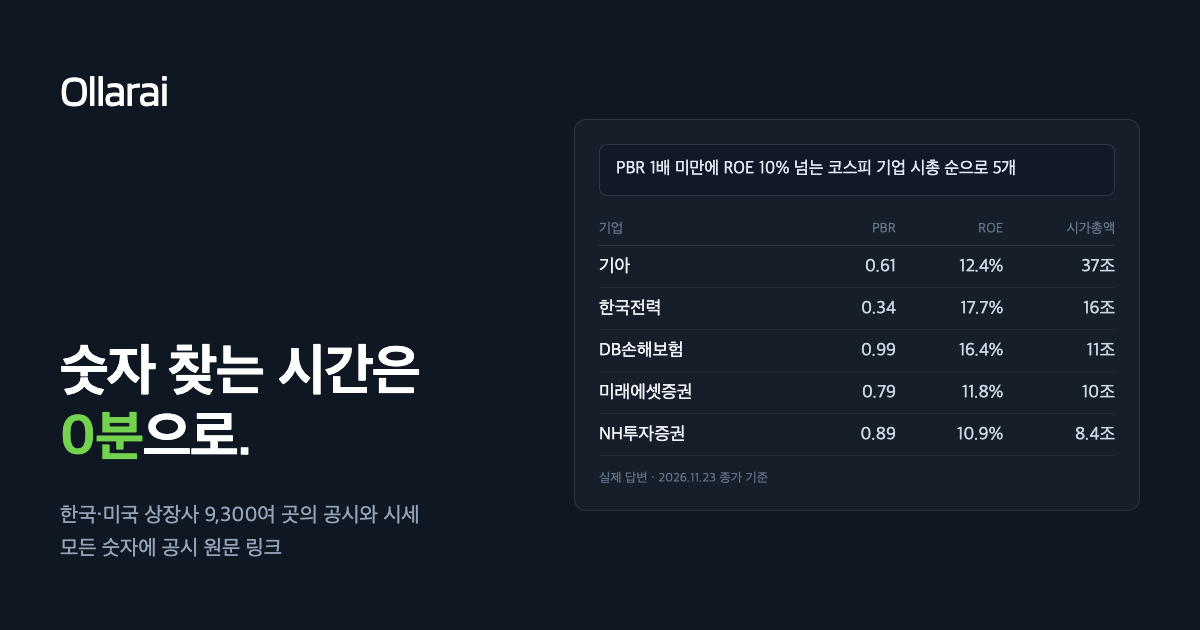 Ollarai
숫자 찾는 시간은
0분으로.
한국·미국 상장사 9,300여 곳의 공시와 시세
모든 숫자에 공시 원문 링크
PBR 1배 미만에 ROE 10% 넘는 코스피 기업 시총 순으로 5개
기업 PBR ROE 시가총액
기아 0.61 12.4% 37조
한국전력 0.34 17.7% 16조
DB손해보험 0.99 16.4% 11조
미래에셋증권 0.79 11.8% 10조
NH투자증권 0.89 10.9% 8.4조
실제 답변 · 2026.11.23 종가 기준